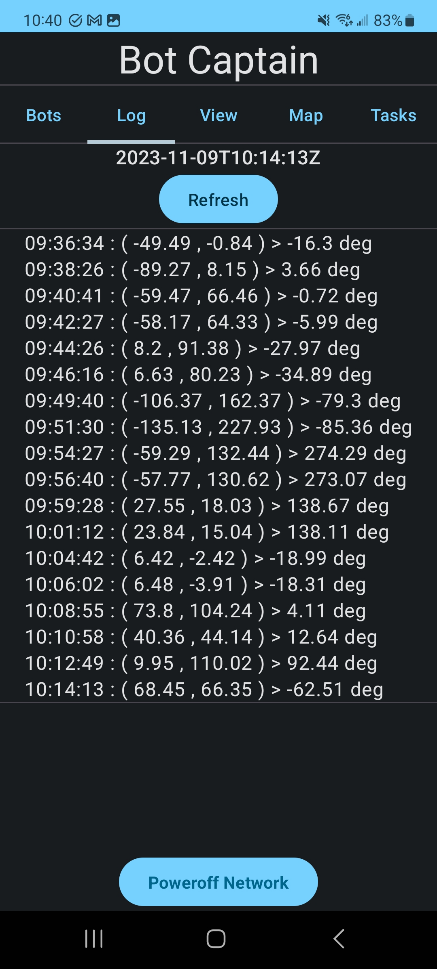 10:40 83%
Bot Captain
Bots Log View Map Tasks
2023-11-09T10:14:13Z
Refresh
09:36:34 : ( -49.49 , -0.84 ) > -16.3 deg
09:38:26 : ( -89.27 , 8.15 ) > 3.66 deg
09:40:41 : ( -59.47 , 66.46 ) > -0.72 deg
09:42:27 : ( -58.17 , 64.33 ) > -5.99 deg
09:44:26 : ( 8.2 , 91.38 ) > -27.97 deg
09:46:16 : ( 6.63 , 80.23 ) > -34.89 deg
09:49:40 : ( -106.37 , 162.37 ) > -79.3 deg
09:51:30 : ( -135.13 , 227.93 ) > -85.36 deg
09:54:27 : ( -59.29 , 132.44 ) > 274.29 deg
09:56:40 : ( -57.77 , 130.62 ) > 273.07 deg
09:59:28 : ( 27.55 , 18.03 ) > 138.67 deg
10:01:12 : ( 23.84 , 15.04 ) > 138.11 deg
10:04:42 : ( 6.42 , -2.42 ) > -18.99 deg
10:06:02 : ( 6.48 , -3.91 ) > -18.31 deg
10:08:55 : ( 73.8 , 104.24 ) > 4.11 deg
10:10:58 : ( 40.36 , 44.14 ) > 12.64 deg
10:12:49 : ( 9.95 , 110.02 ) > 92.44 deg
10:14:13 : ( 68.45 , 66.35 ) > -62.51 deg
Poweroff Network